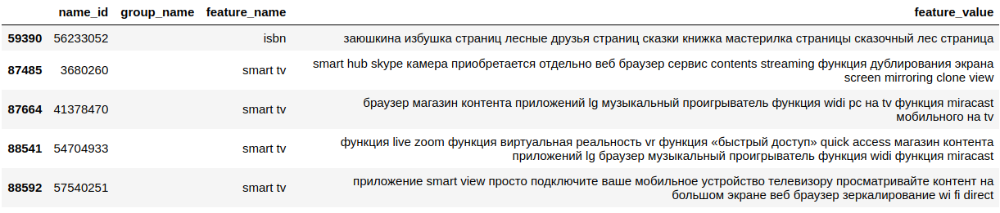 name_id group_name feature_name feature_value
59390 56233052 isbn заюшкина избушка страниц лесные друзья страниц сказки книжка мастерилка страницы сказочный лес страница
87485 3680260 smart tv smart hub skype камера приобретается отдельно веб браузер сервис contents streaming функция дублирования экрана
screen mirroring clone view
87664 41378470 smart tv браузер магазин контента приложений lg музыкальный проигрыватель функция widi pc на tv функция miracast
мобильного на tv
88541 54704933 smart tv функция live zoom функция виртуальная реальность vr функция «быстрый доступ» quick access магазин контента
приложений lg браузер музыкальный проигрыватель функция widi функция miracast
88592 57540251 smart tv приложение smart view просто подключите ваше мобильное устройство телевизору просматривайте контент на
большом экране веб браузер зеркалирование wi fi direct